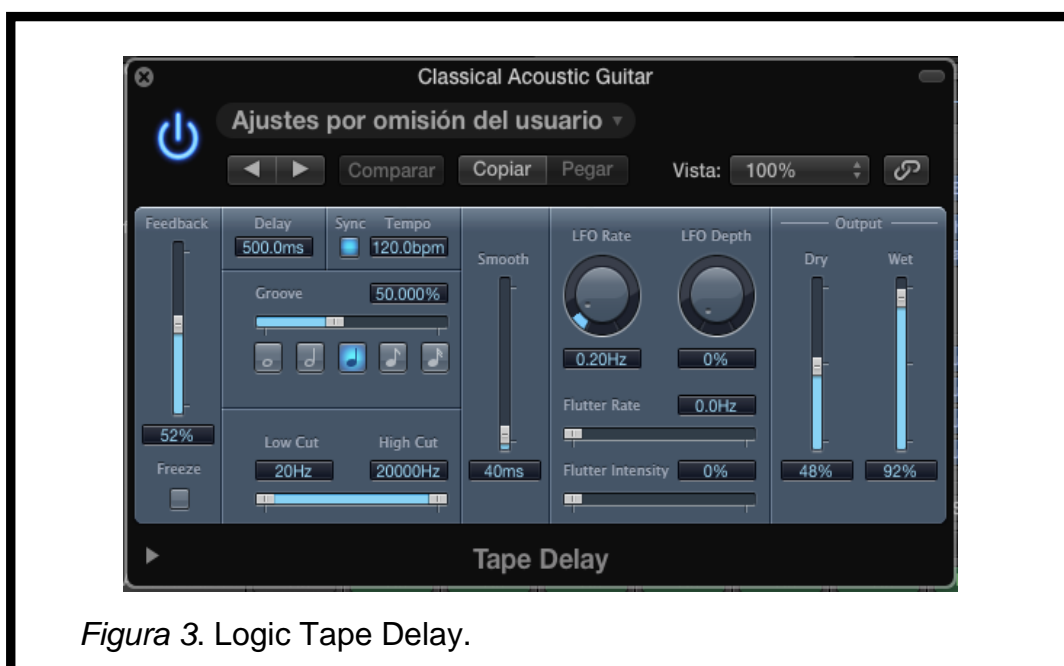 Classical Acoustic Guitar
Ajustes por omisión del usuario
Comparar Copiar Pegar Vista: 100%
Feedback Delay Sync Tempo LFO Rate LFO Depth Output
500.0ms 120.0bpm Smooth Dry Wet
Groove 50.000%
0.20Hz 0%
Flutter Rate 0.0Hz
52% Low Cut High Cut
Freeze 20Hz 20000Hz 40ms Flutter Intensity 0% 48% 92%
Tape Delay
Figura 3. Logic Tape Delay.